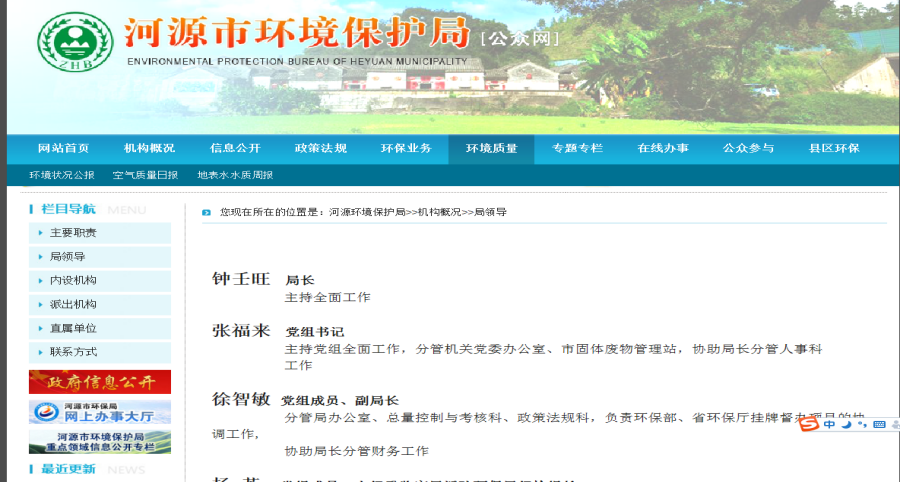 河源市环境保护局 [公众网]
ENVIRONMENTAL PROTECTION BUREAU OF HEYUAN MUNICIPALITY
ZHB
网站首页 机构概况 信息公开 政策法规 环保业务 环境质量 专题专栏 在线办事 公众参与 县区环保
环境状况公报 空气质量日报 地表水水质周报
栏目导航 MENU
主要职责
局领导
内设机构
派出机构
直属单位
联系方式
政府信息公开
河源市环保局
网上办事大厅
河源市环境保护局
重点领域信息公开专栏
最近更新 NEWS
您现在所在的位置是：河源环境保护局>>机构概况>>局领导
钟壬旺 局长
主持全面工作
张福来 党组书记
主持党组全面工作，分管机关党委办公室、市固体废物管理站，协助局长分管人事科
工作
徐智敏 党组成员、副局长
分管局办公室、总量控制与考核科、政策法规科，负责环保部、省环保厅挂牌督办项目的协
调工作，
协助局长分管财务工作
中